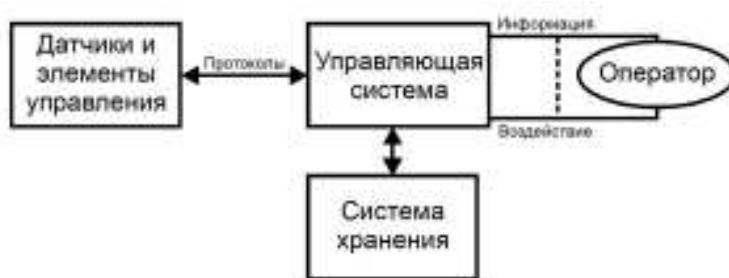 Датчики и
элементы
управления
Протоколы
Управляющая
система
Информация
Оператор
Воздействие
Система
хранения